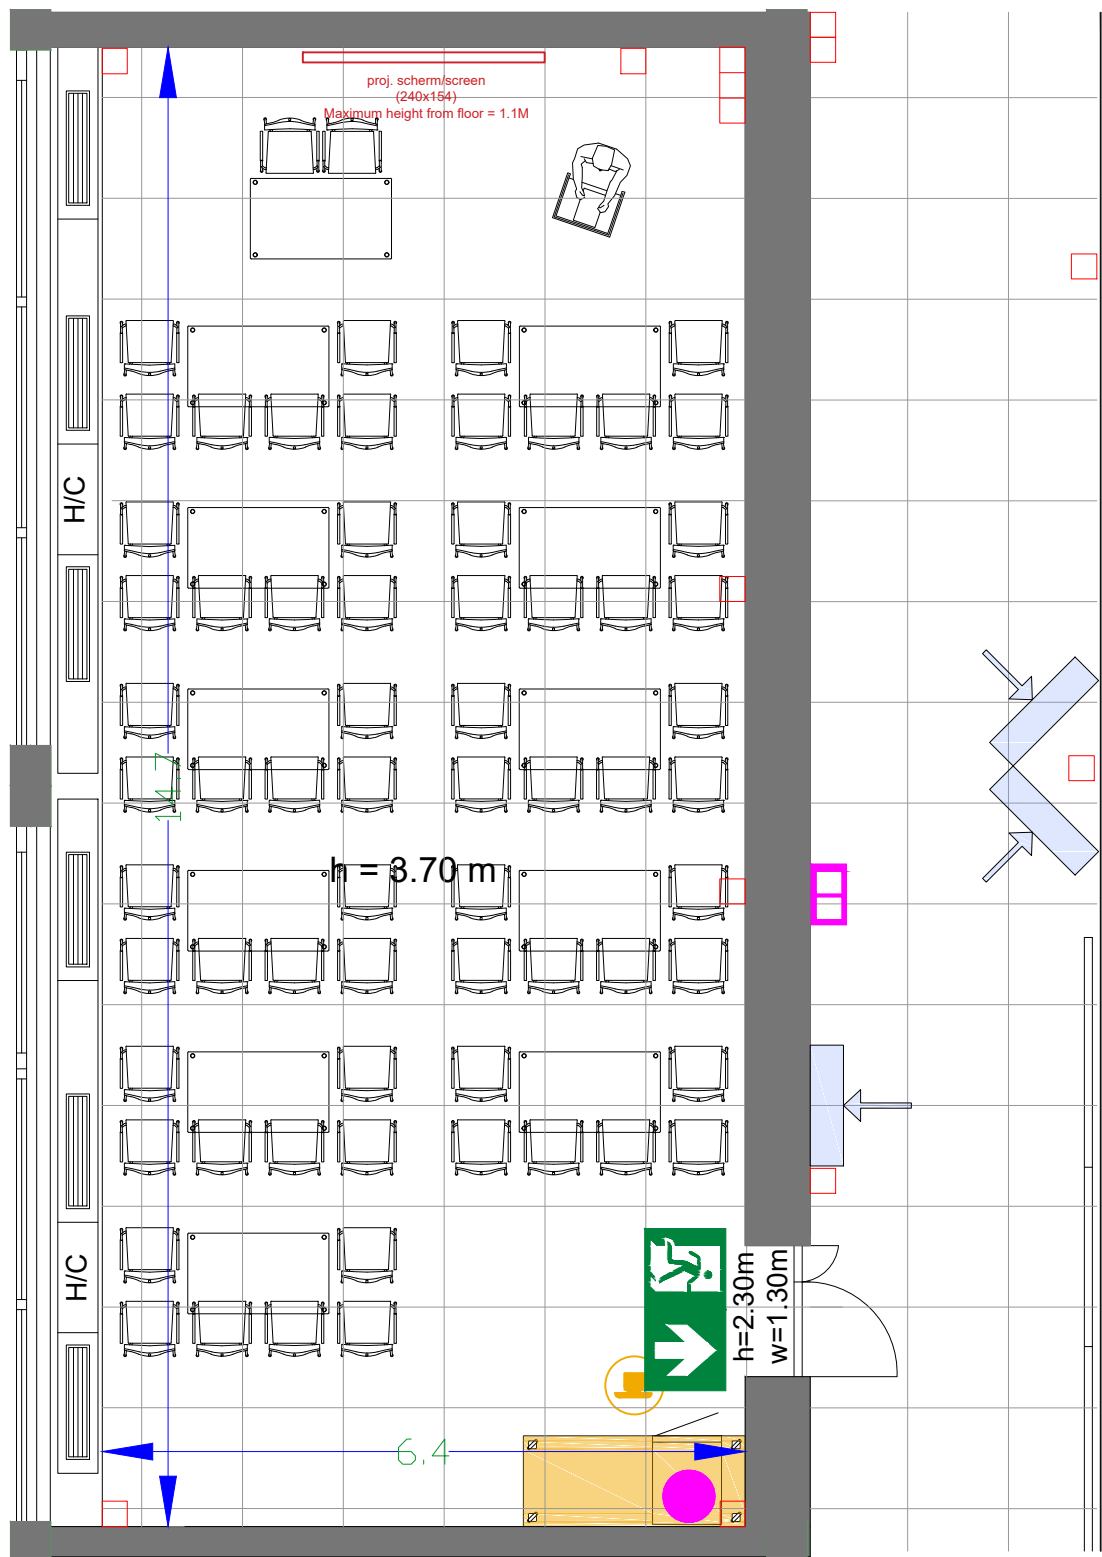 proj. scherm/screen
(240x154)
Maximum height from floor = 1.1M
H/C
14,7
h = 3.70 m
H/C
h=2.30m
w=1.30m
6,4